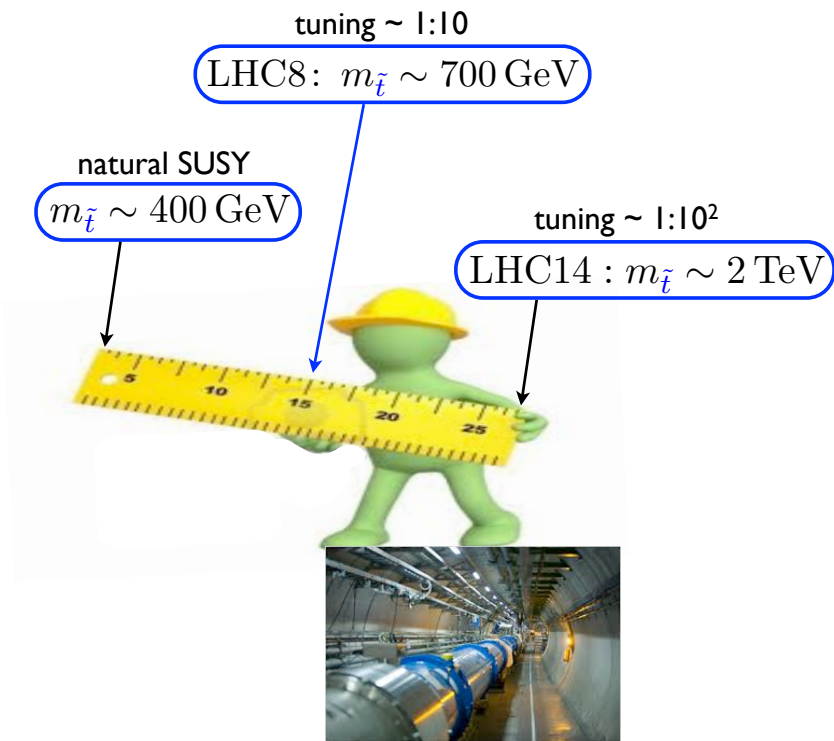 tuning ~ 1:10
LHC8: m_t̃ ~ 700 GeV
natural SUSY
m_t̃ ~ 400 GeV
tuning ~ 1:10²
LHC14 : m_t̃ ~ 2 TeV
5 10 15 20 25